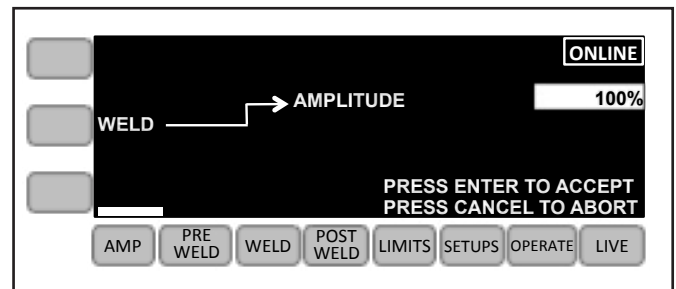 ONLINE
AMPLITUDE 100%
WELD
PRESS ENTER TO ACCEPT
PRESS CANCEL TO ABORT
AMP PRE WELD WELD POST WELD LIMITS SETUPS OPERATE LIVE